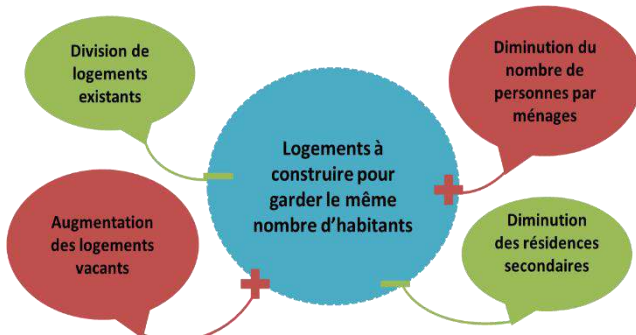 Division de
logements
existants
Diminution du
nombre de
personnes par
ménages
Logements à
construire pour
garder le même
nombre d'habitants
Augmentation
des logements
vacants
Diminution
des résidences
secondaires